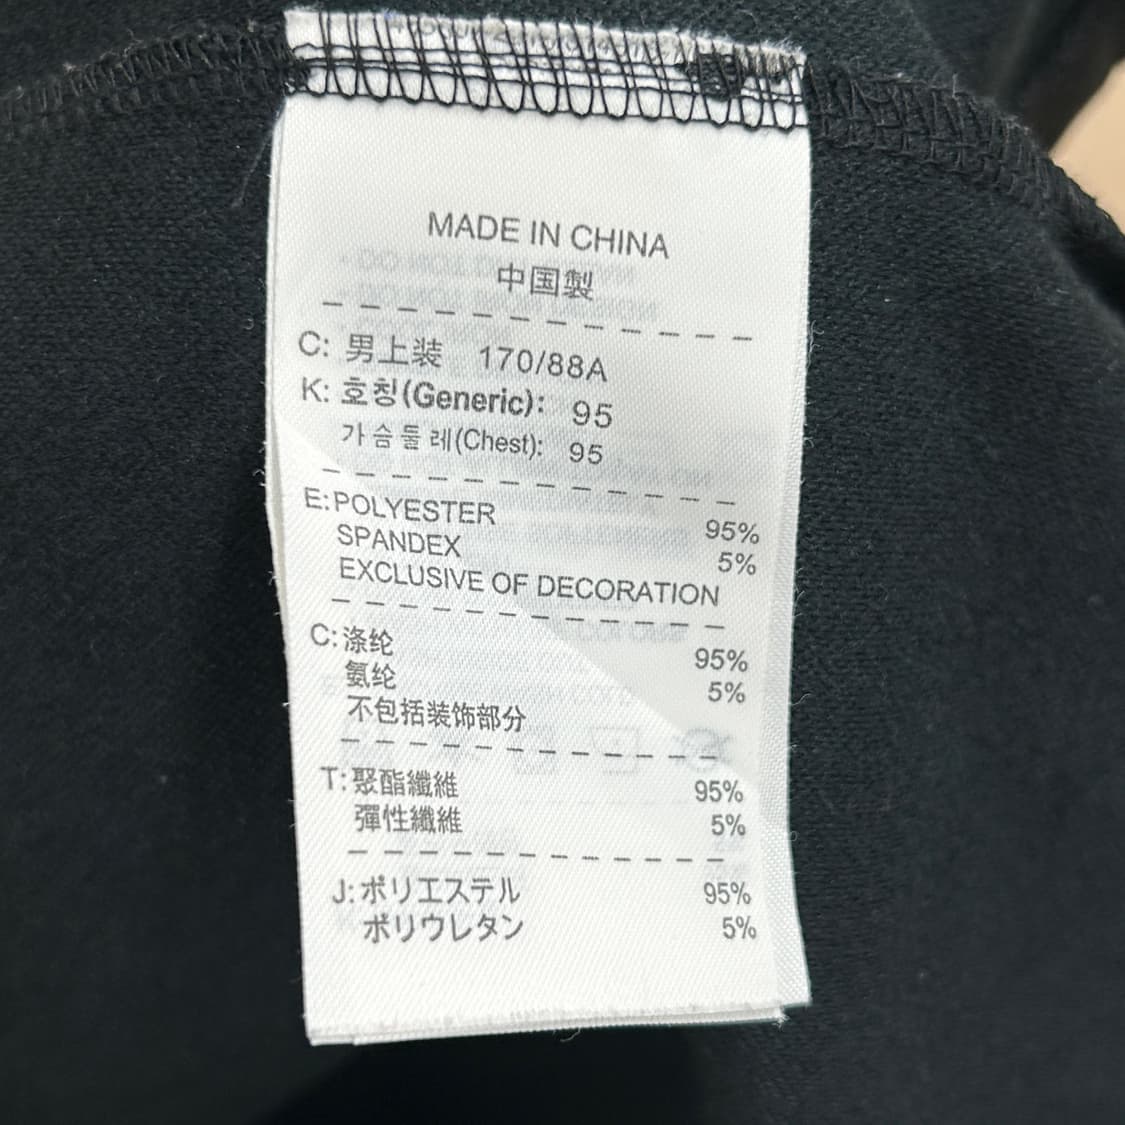 MADE IN CHINA
中国製
C: 男上装 170/88A
K: 호칭(Generic): 95
가슴둘레(Chest): 95
E:POLYESTER 95%
SPANDEX 5%
EXCLUSIVE OF DECORATION
C:涤纶 95%
氨纶 5%
不包括装饰部分
T:聚酯纖維 95%
彈性纖維 5%
J:ポリエステル 95%
ポリウレタン 5%